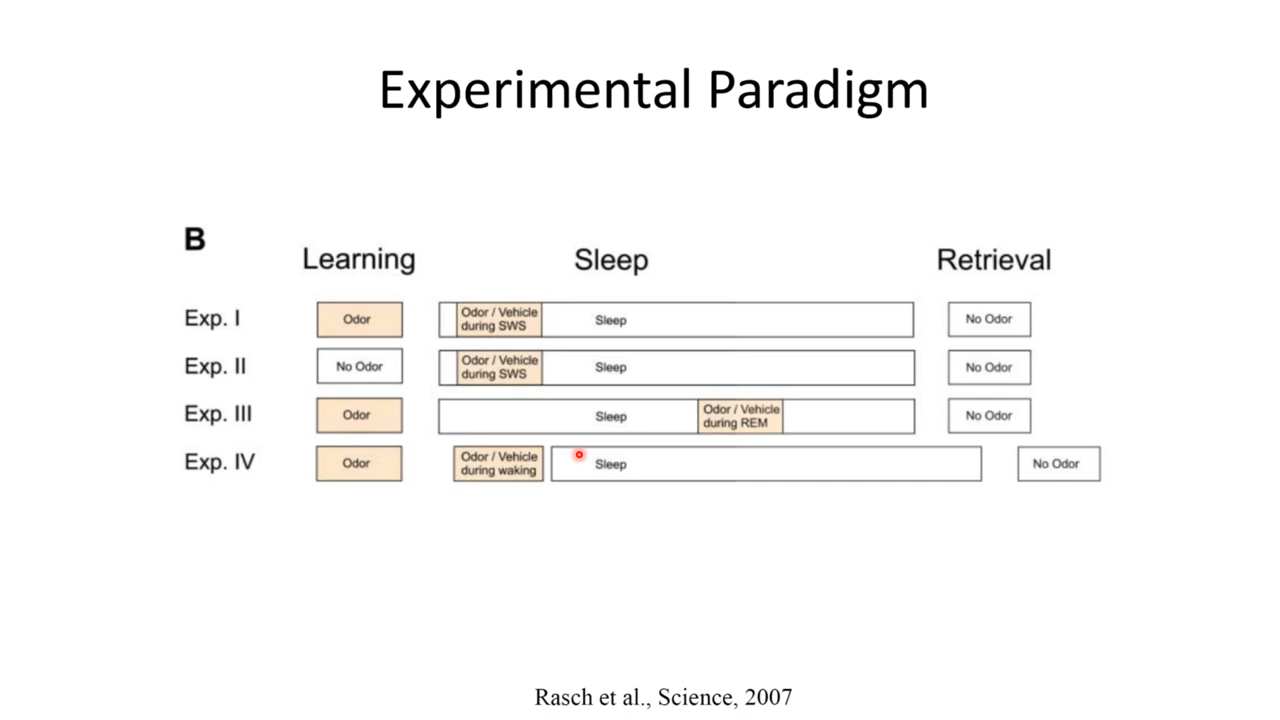 Experimental Paradigm
B
Learning Sleep Retrieval
Exp. I Odor Odor / Vehicle during SWS Sleep No Odor
Exp. II No Odor Odor / Vehicle during SWS Sleep No Odor
Exp. III Odor Sleep Odor / Vehicle during REM No Odor
Exp. IV Odor Odor / Vehicle during waking Sleep No Odor
Rasch et al., Science, 2007